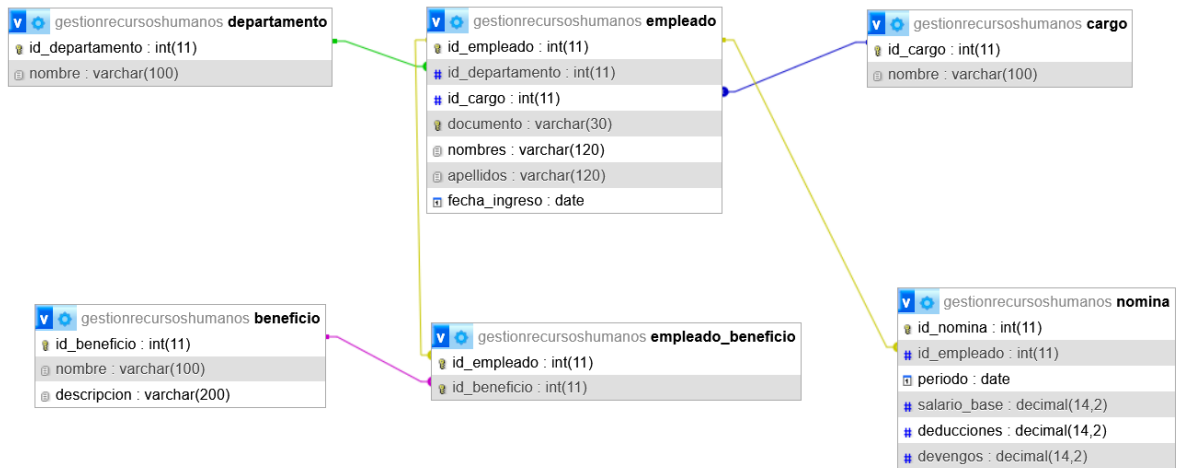 v gestionrecursoshumanos departamento
id_departamento : int(11)
nombre : varchar(100)
v gestionrecursoshumanos empleado
id_empleado : int(11)
# id_departamento : int(11)
# id_cargo : int(11)
documento : varchar(30)
nombres : varchar(120)
apellidos : varchar(120)
fecha_ingreso : date
v gestionrecursoshumanos cargo
id_cargo : int(11)
nombre : varchar(100)
v gestionrecursoshumanos beneficio
id_beneficio : int(11)
nombre : varchar(100)
descripcion : varchar(200)
v gestionrecursoshumanos empleado_beneficio
id_empleado : int(11)
id_beneficio : int(11)
v gestionrecursoshumanos nomina
id_nomina : int(11)
# id_empleado : int(11)
periodo : date
# salario_base : decimal(14,2)
# deducciones : decimal(14,2)
# devengos : decimal(14,2)